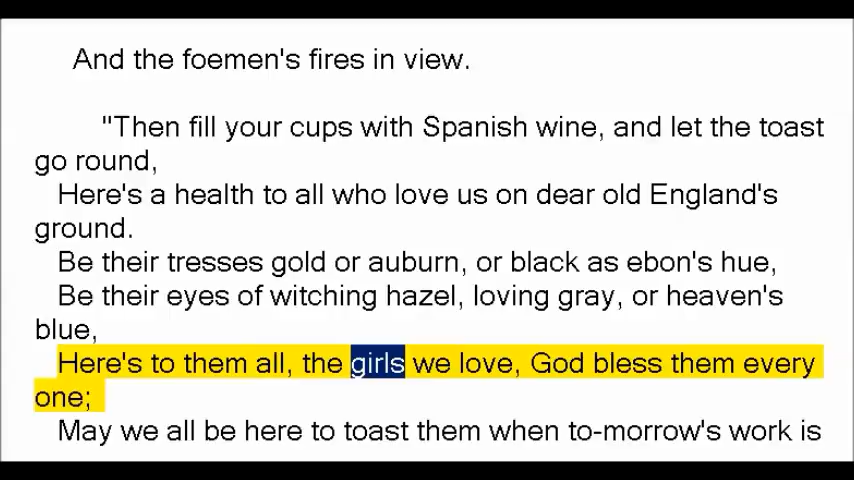 And the foemen's fires in view.
"Then fill your cups with Spanish wine, and let the toast
go round,
Here's a health to all who love us on dear old England's
ground.
Be their tresses gold or auburn, or black as ebon's hue,
Be their eyes of witching hazel, loving gray, or heaven's
blue,
Here's to them all, the girls we love, God bless them every
one;
May we all be here to toast them when to-morrow's work is